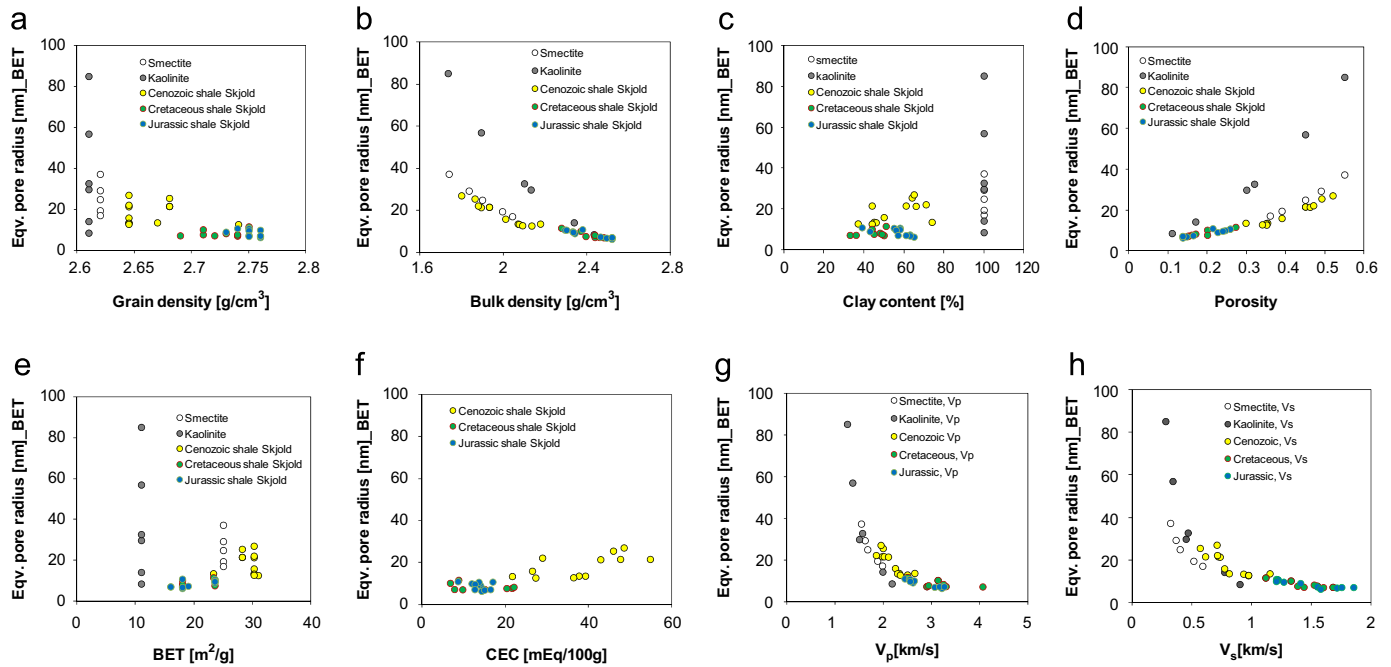 a
Eqv. pore radius [nm]_BET
100
80
60
40
20
0
2.6
2.65
2.7
2.75
2.8
Grain density [g/cm³]
Smectite
Kaolinite
Cenozoic shale Skjold
Cretaceous shale Skjold
Jurassic shale Skjold
b
Eqv. pore radius [nm]_BET
100
80
60
40
20
0
1.6
2
2.4
2.8
Bulk density [g/cm³]
Smectite
Kaolinite
Cenozoic shale Skjold
Cretaceous shale Skjold
Jurassic shale Skjold
c
Eqv. pore radius [nm]_BET
100
80
60
40
20
0
20
40
60
80
100
120
Clay content [%]
smectite
kaolinite
Cenozoic shale Skjold
Cretaceous shale Skjold
Jurassic shale Skjold
d
Eqv. pore radius [nm]_BET
100
80
60
40
20
0
0
0.1
0.2
0.3
0.4
0.5
0.6
Porosity
Smectite
Kaolinite
Cenozoic shale Skjold
Cretaceous shale Skjold
Jurassic shale Skjold
e
Eqv. pore radius [nm]_BET
100
80
60
40
20
0
0
10
20
30
40
BET [m²/g]
Smectite
Kaolinite
Cenozoic shale Skjold
Cretaceous shale Skjold
Jurassic shale Skjold
f
Eqv. pore radius [nm]_BET
100
80
60
40
20
0
0
20
40
60
CEC [mEq/100g]
Cenozoic shale Skjold
Cretaceous shale Skjold
Jurassic shale Skjold
g
Eqv. pore radius [nm]_BET
100
80
60
40
20
0
0
1
2
3
4
5
Vp[km/s]
Smectite, Vp
Kaolinite, Vp
Cenozoic Vp
Cretaceous, Vp
Jurassic, Vp
h
Eqv. pore radius [nm]_BET
100
80
60
40
20
0
0
0.5
1
1.5
2
Vs[km/s]
Smectite, Vs
Kaolinite, Vs
Cenozoic, Vs
Cretaceous, Vs
Jurassic, Vs